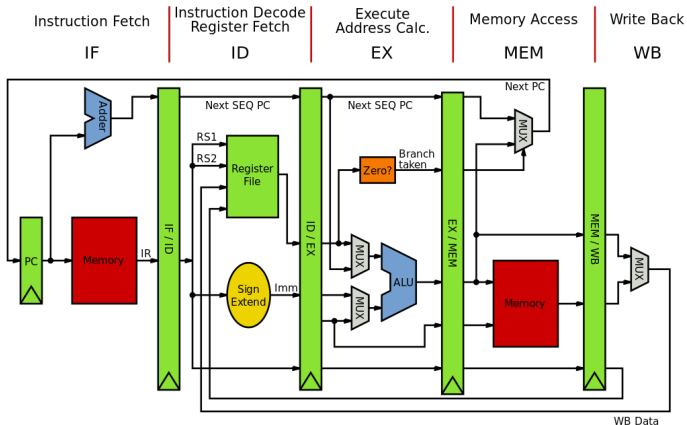 Instruction Fetch
Instruction Decode
Register Fetch
Execute
Address Calc.
Memory Access
Write Back
IF
ID
EX
MEM
WB
Next PC
Adder
Next SEQ PC
Next SEQ PC
MUX
RS1
RS2
Register
File
Zero?
Branch
taken
PC
Memory
IR
IF / ID
ID / EX
EX / MEM
MEM / WB
MUX
ALU
MUX
Sign
Extend
Imm
Memory
MUX
WB Data